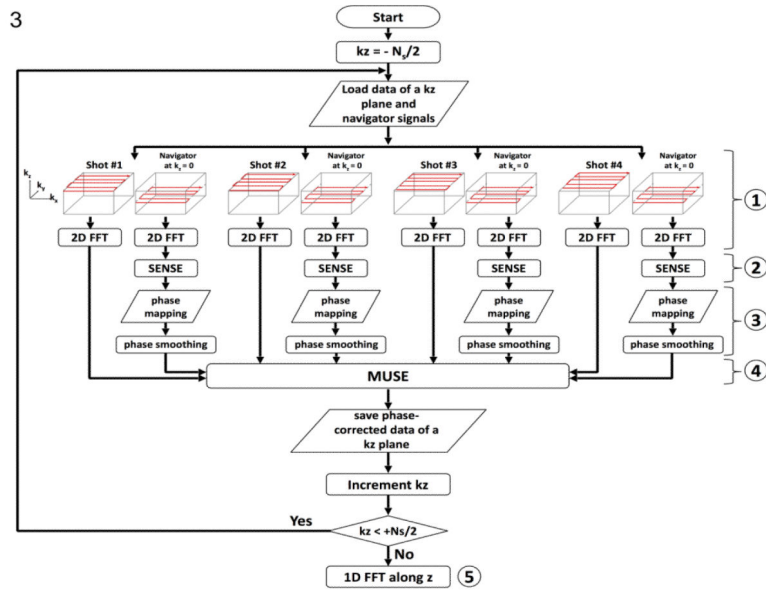 3
Start
kz = - Ns/2
Load data of a kz
plane and
navigator signals
Shot #1
Navigator
at kz = 0
Shot #2
Navigator
at kz = 0
Shot #3
Navigator
at kz = 0
Shot #4
Navigator
at kz = 0
kz
ky
kx
1
2D FFT
2D FFT
2D FFT
2D FFT
2D FFT
2D FFT
2D FFT
2D FFT
SENSE
SENSE
SENSE
SENSE
2
phase
mapping
phase
mapping
phase
mapping
phase
mapping
3
phase smoothing
phase smoothing
phase smoothing
phase smoothing
MUSE
4
save phase-
corrected data of a
kz plane
Increment kz
Yes
kz < +Ns/2
No
1D FFT along z
5